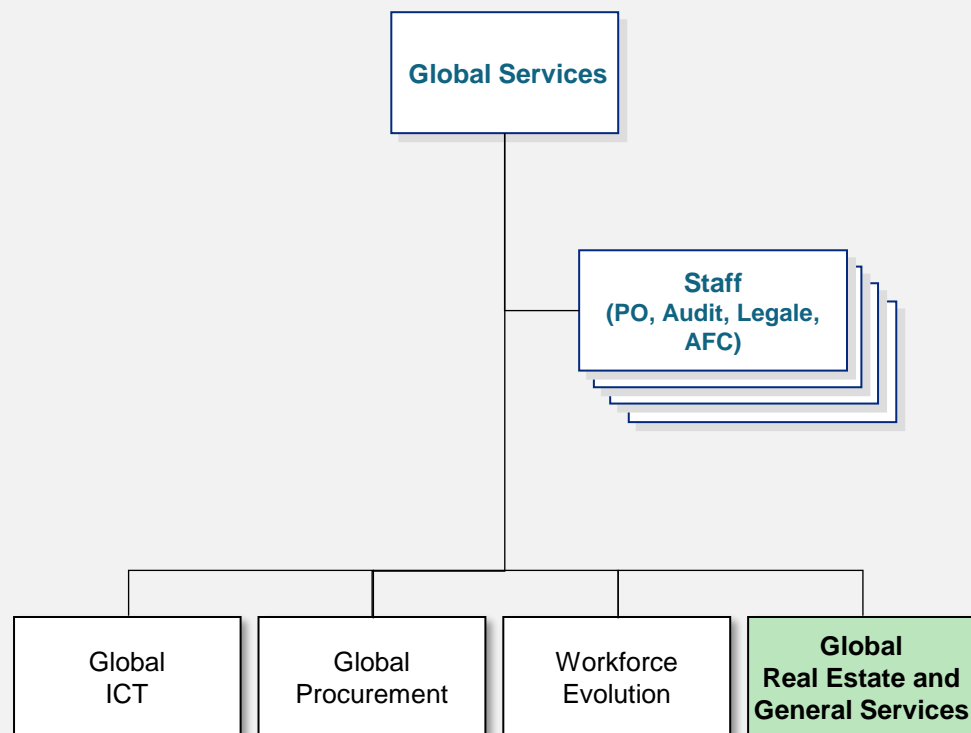 Global Services
Staff
(PO, Audit, Legale,
AFC)
Global
ICT
Global
Procurement
Workforce
Evolution
Global
Real Estate and
General Services